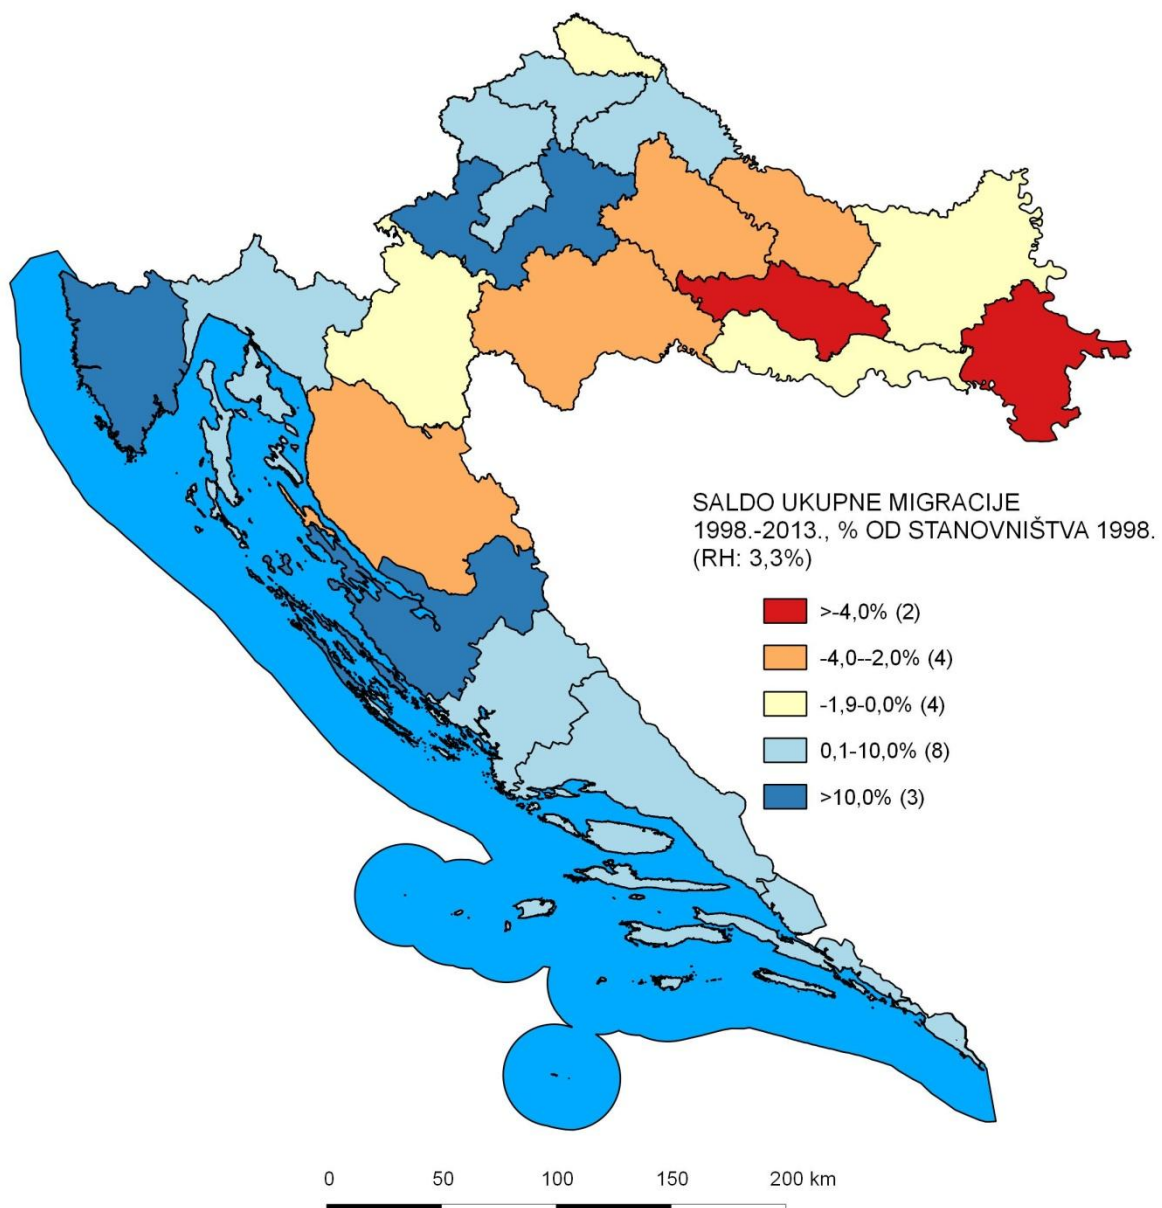 SALDO UKUPNE MIGRACIJE
1998.-2013., % OD STANOVNIŠTVA 1998.
(RH: 3,3%)
>-4,0% (2)
-4,0--2,0% (4)
-1,9-0,0% (4)
0,1-10,0% (8)
>10,0% (3)
0 50 100 150 200 km